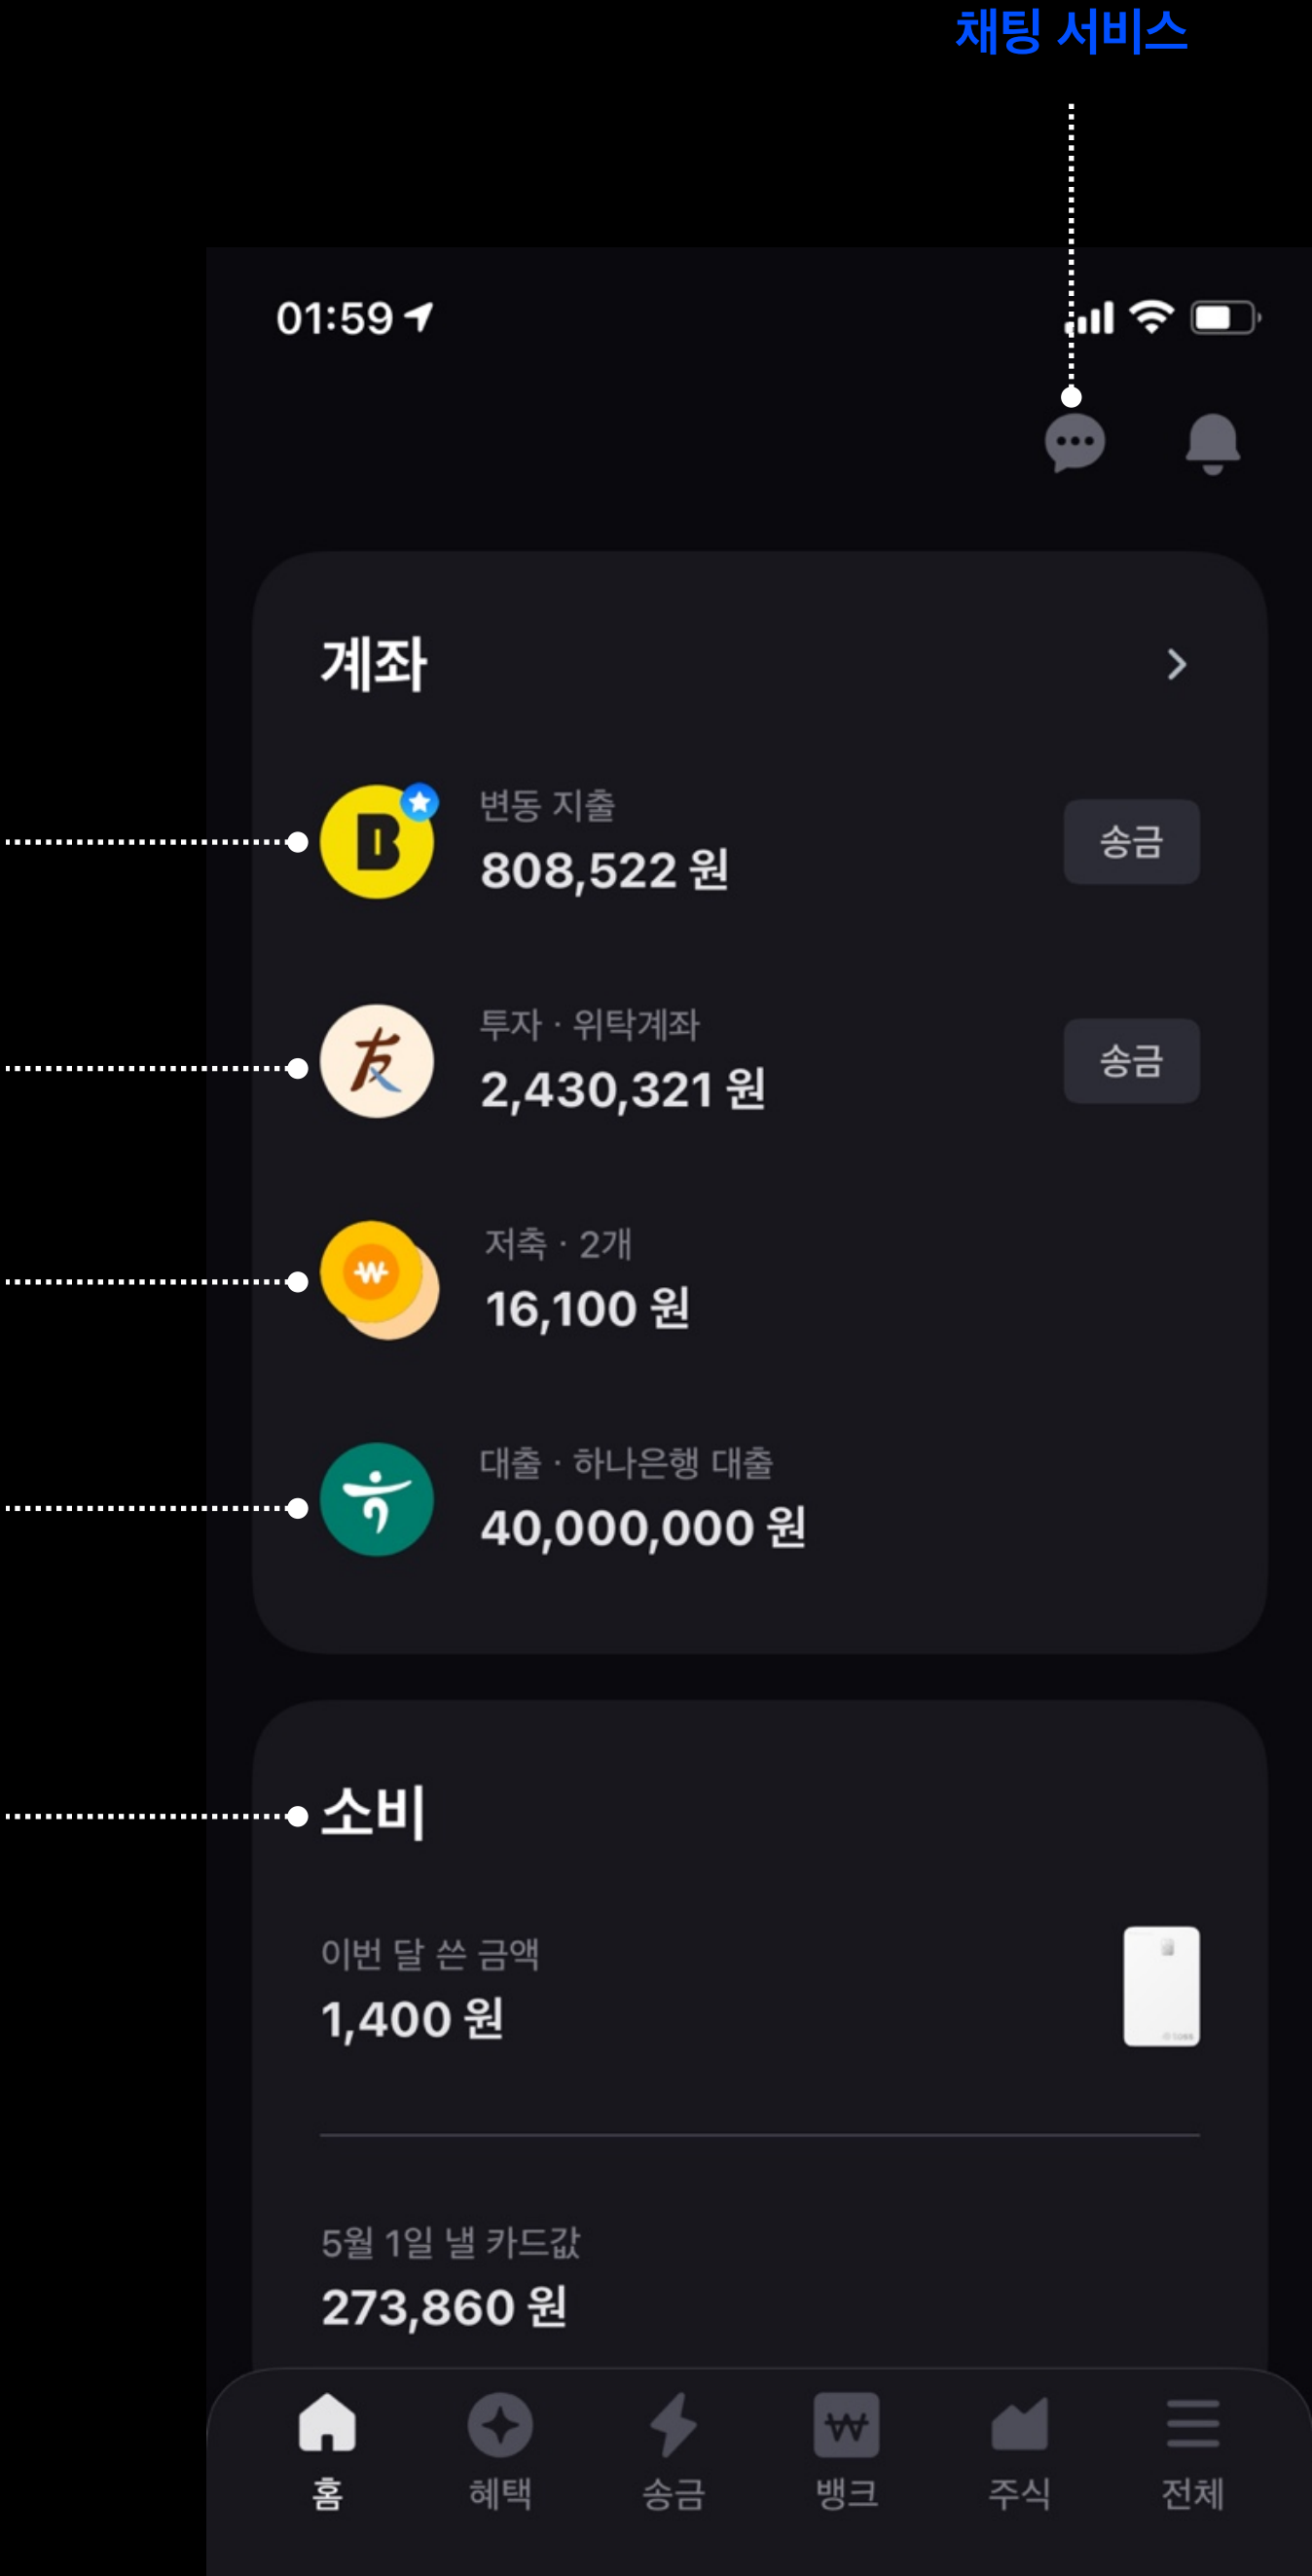 채팅 서비스
01:59
계좌
변동 지출
808,522 원
송금
투자 · 위탁계좌
2,430,321 원
송금
저축 · 2개
16,100 원
대출 · 하나은행 대출
40,000,000 원
소비
이번 달 쓴 금액
1,400 원
5월 1일 낼 카드값
273,860 원
홈
혜택
송금
뱅크
주식
전체